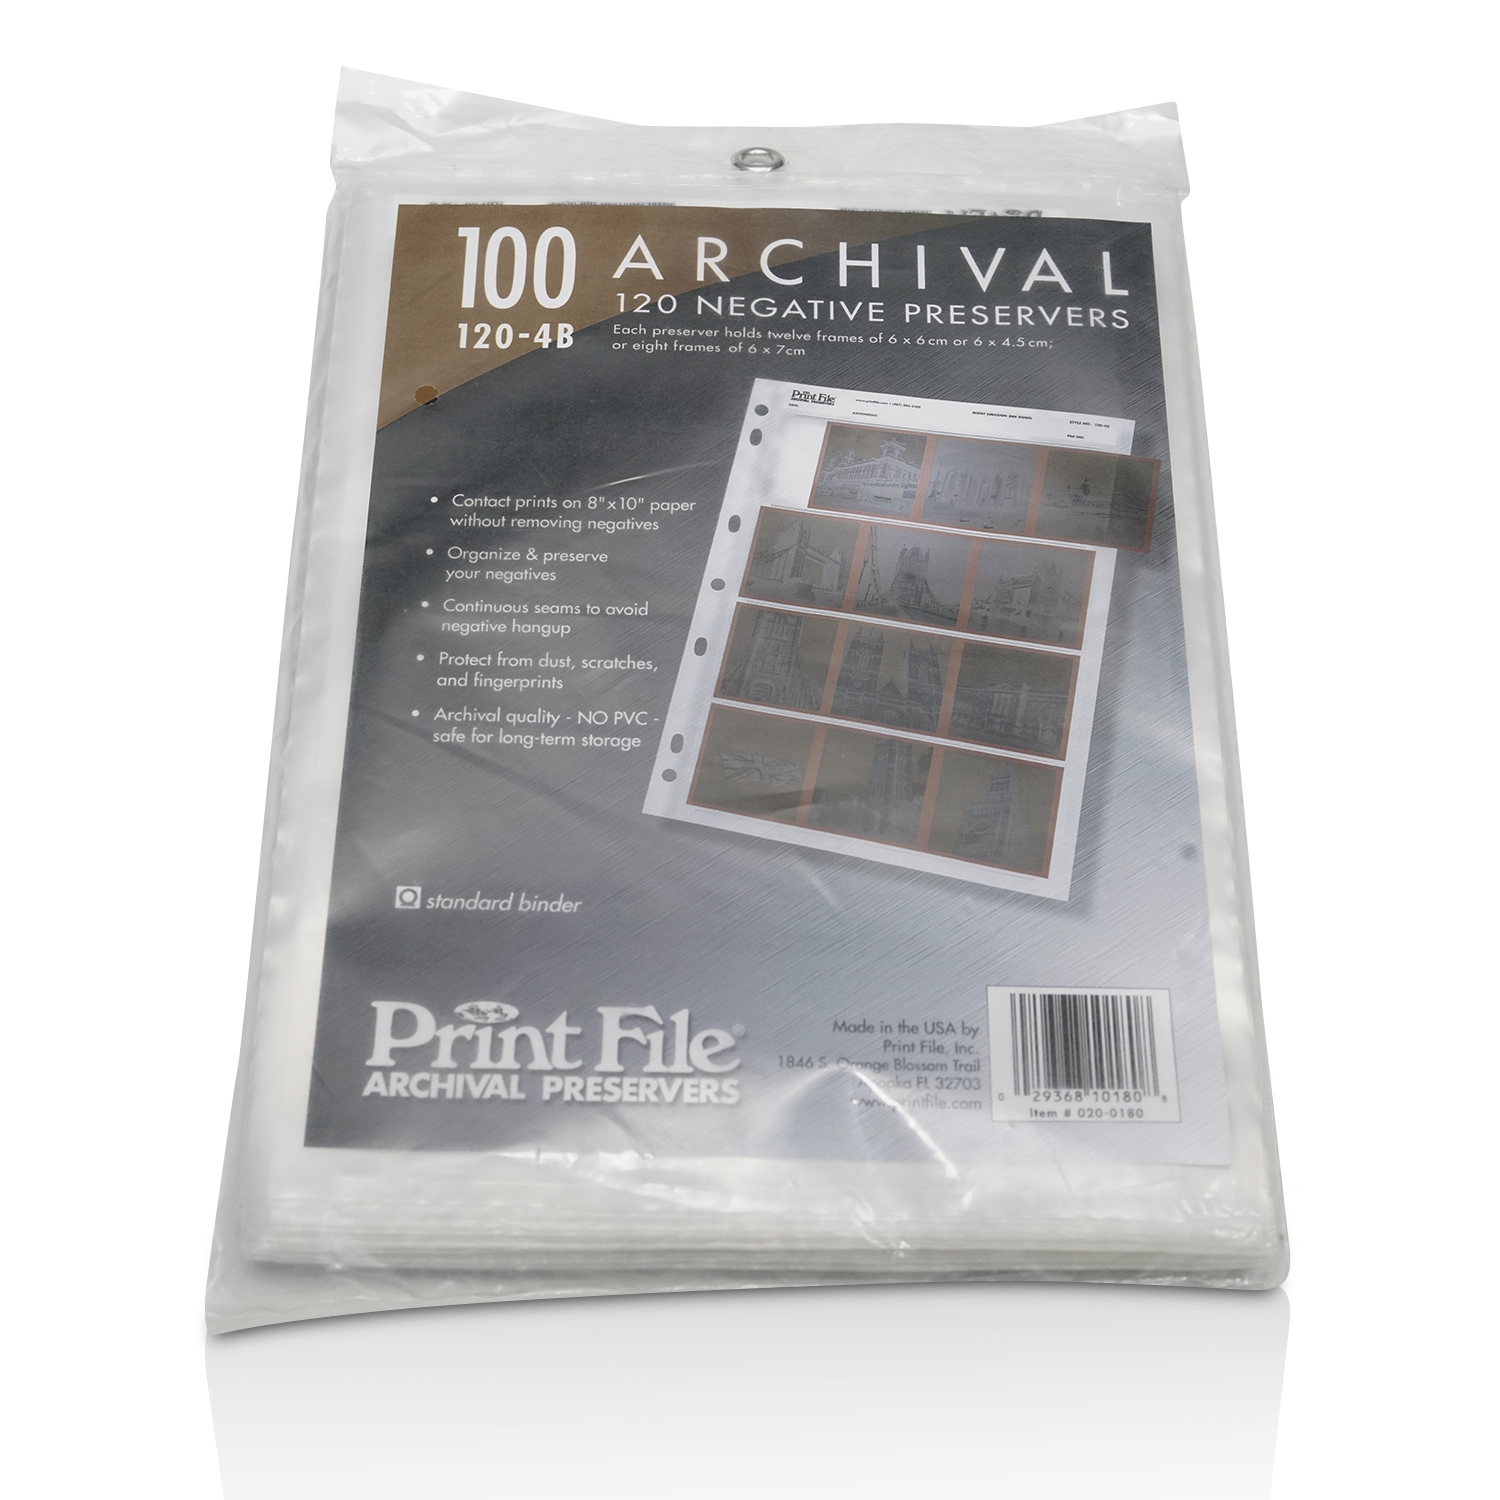 100
120-4B
ARCHIVAL
120 NEGATIVE PRESERVERS
Each preserver holds twelve frames of 6 x 6cm or 6 x 4.5cm;
or eight frames of 6 x 7cm
• Contact prints on 8"x10" paper
without removing negatives
• Organize & preserve
your negatives
• Continuous seams to avoid
negative hangup
• Protect from dust, scratches,
and fingerprints
• Archival quality - NO PVC -
safe for long-term storage
Print File
ARCHIVAL PRESERVERS
standard binder
Print File®
ARCHIVAL PRESERVERS
Made in the USA by
Print File, Inc.
1846 S. Orange Blossom Trail
Apopka FL 32703
www.printfile.com
0 29368 10180 8
Item # 020-0180